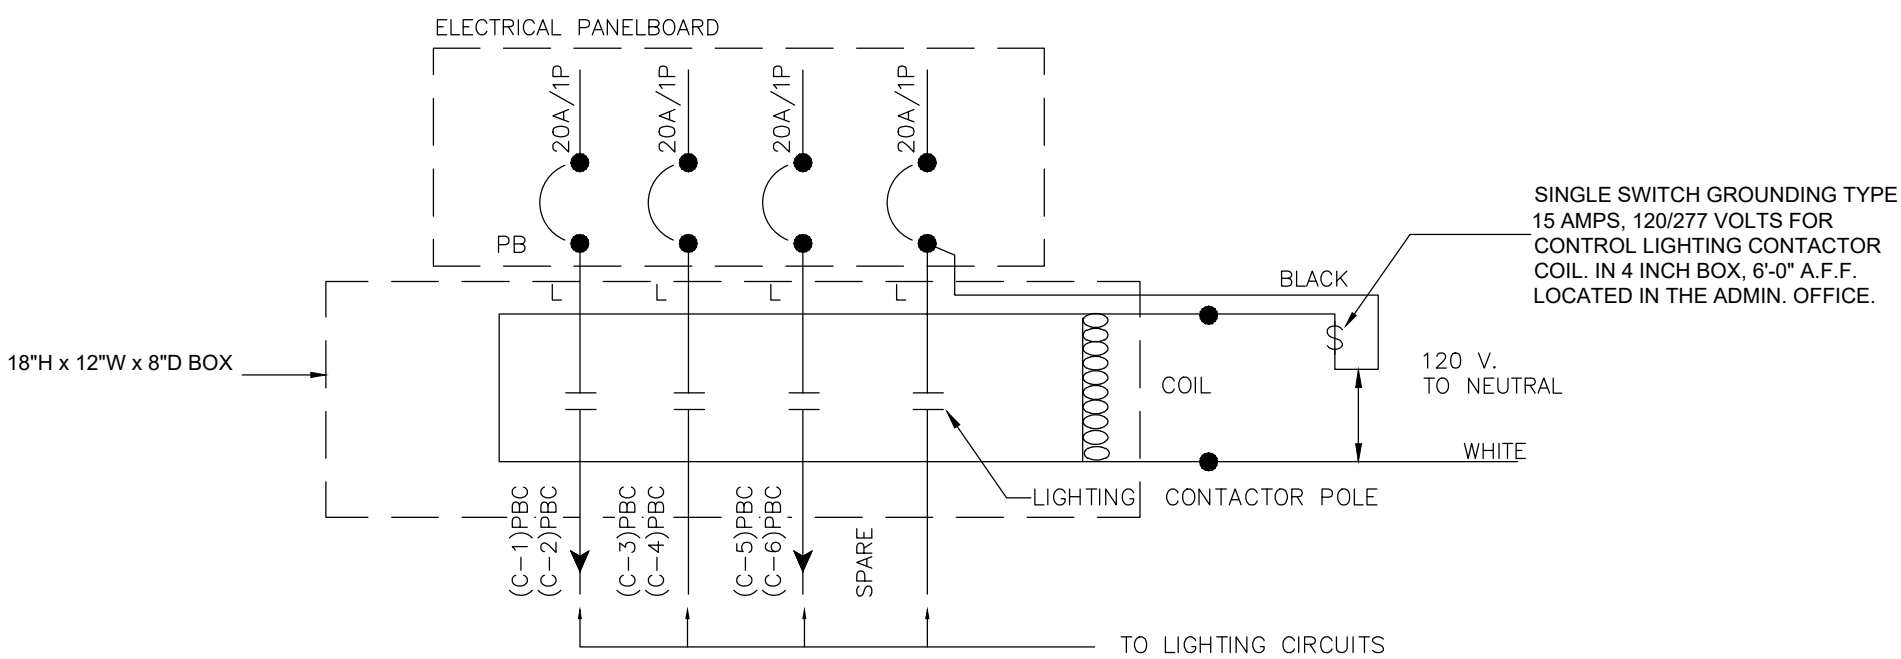 ELECTRICAL PANELBOARD
20A/1P
20A/1P
20A/1P
20A/1P
PB
L
L
L
L
BLACK
SINGLE SWITCH GROUNDING TYPE
15 AMPS, 120/277 VOLTS FOR
CONTROL LIGHTING CONTACTOR
COIL. IN 4 INCH BOX, 6'-0" A.F.F.
LOCATED IN THE ADMIN. OFFICE.
18"H x 12"W x 8"D BOX
S
COIL
120 V.
TO NEUTRAL
WHITE
LIGHTING CONTACTOR POLE
(C-1)PBC
(C-2)PBC
(C-3)PBC
(C-4)PBC
(C-5)PBC
(C-6)PBC
SPARE
TO LIGHTING CIRCUITS